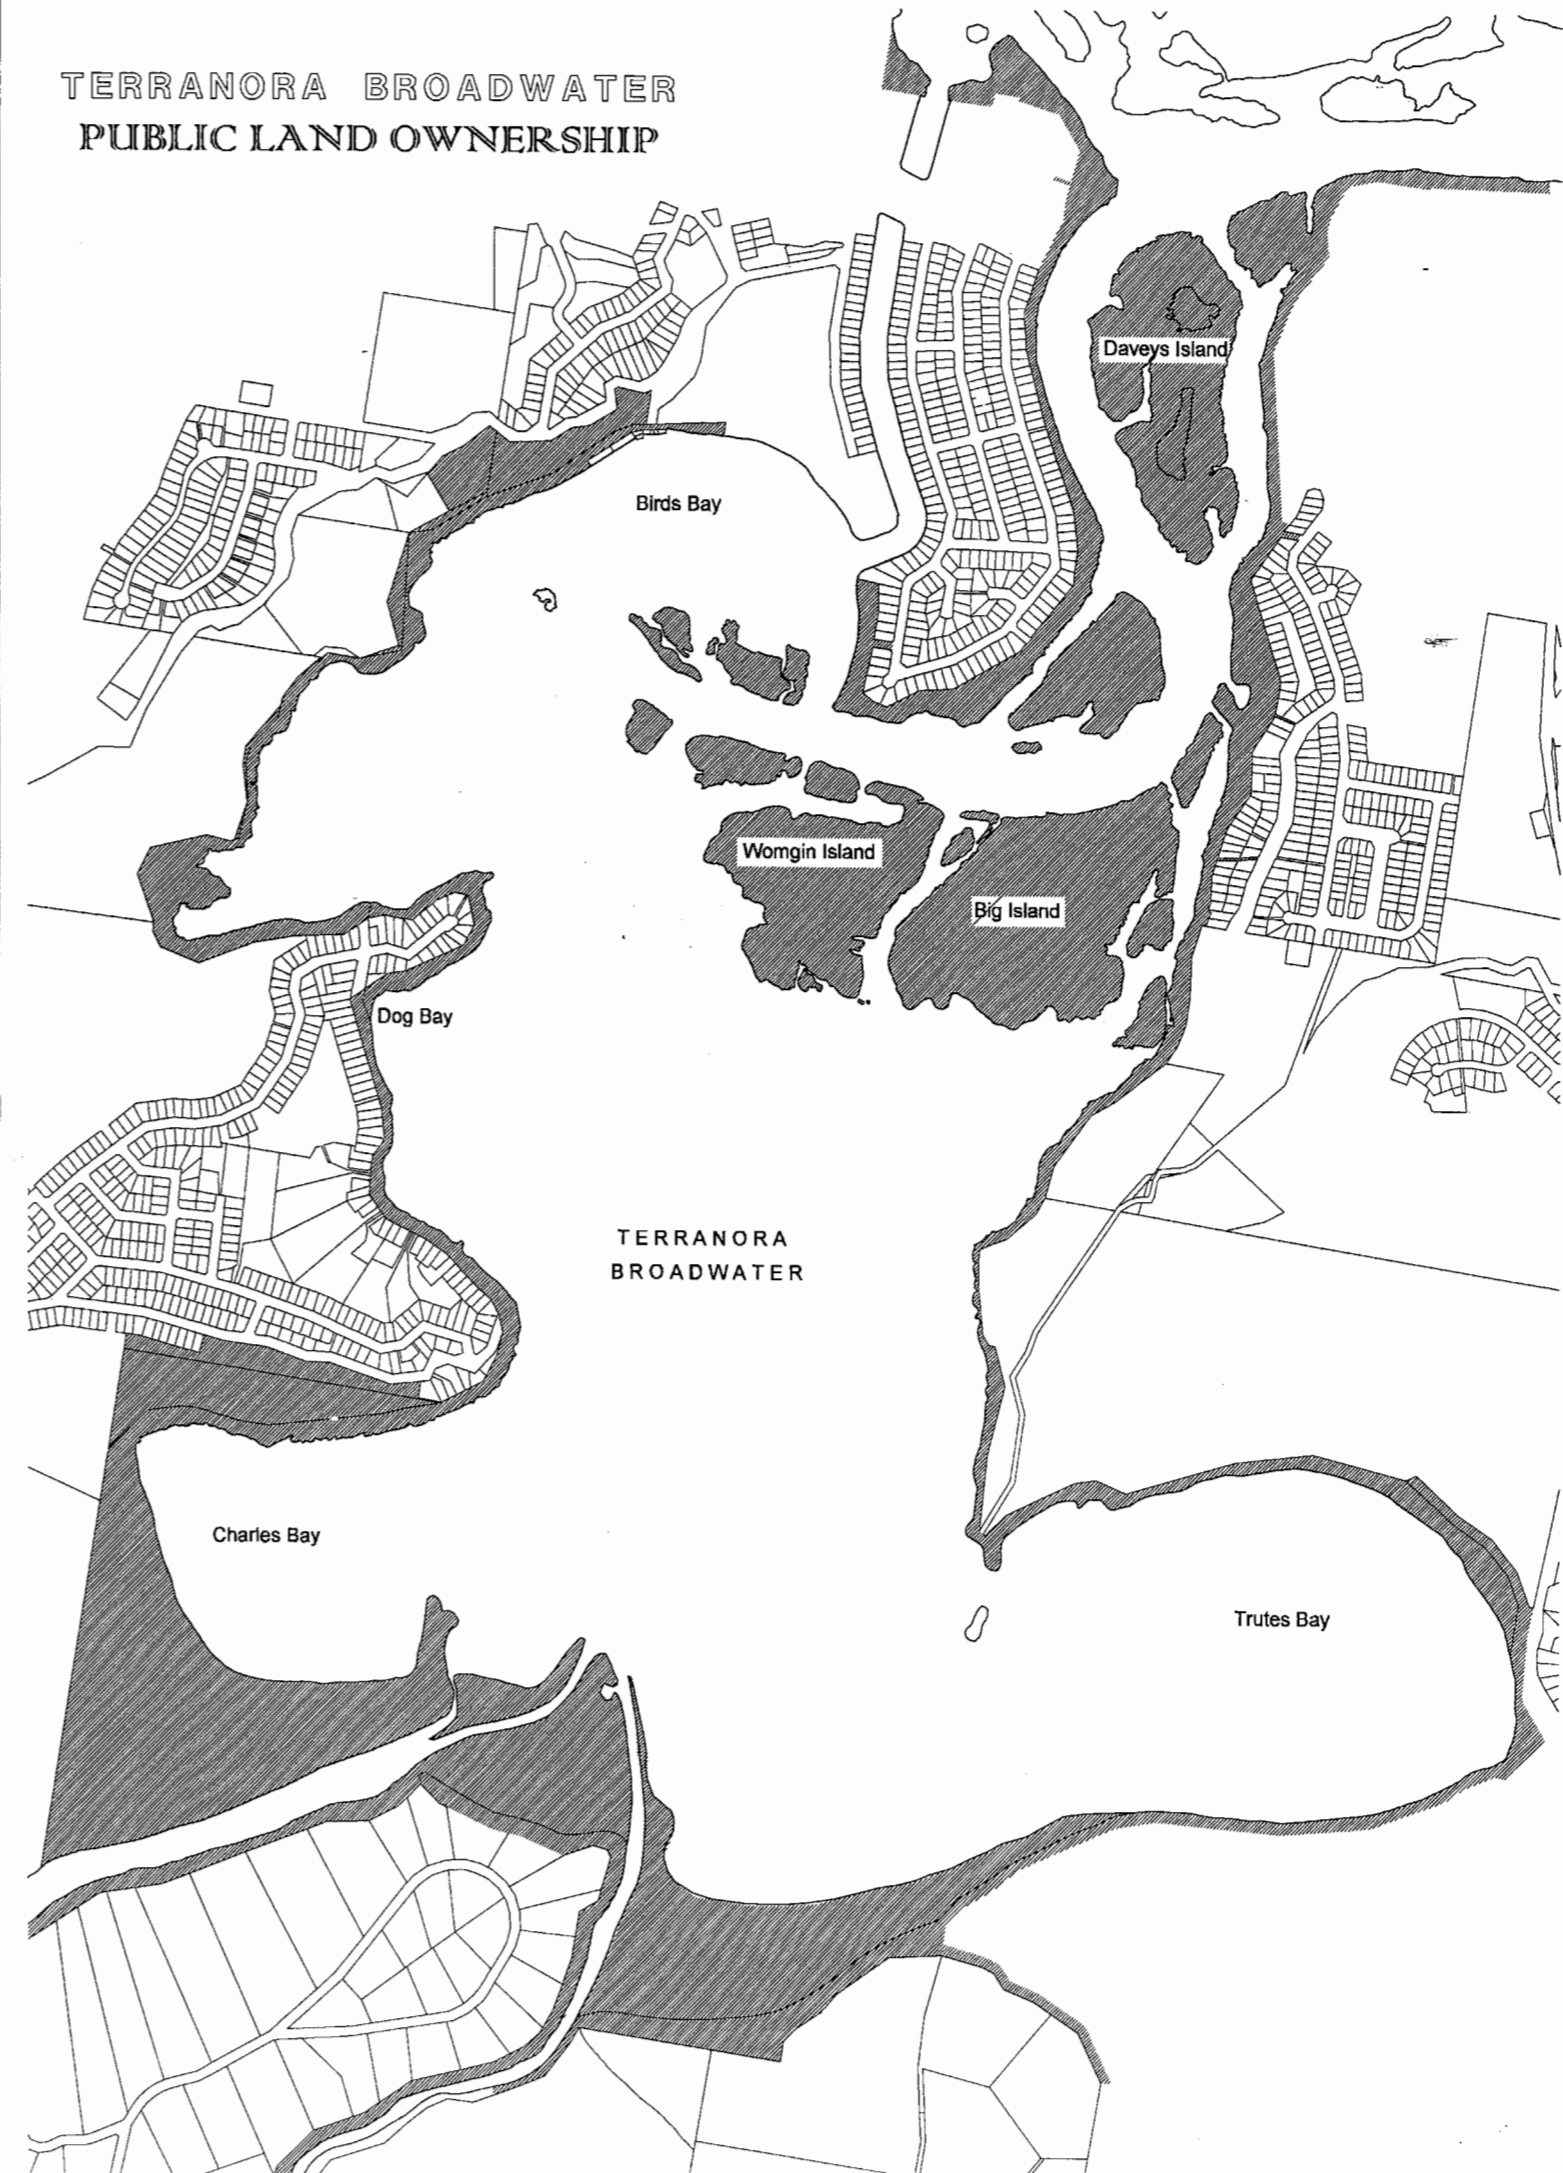 TERRANORA BROADWATER
PUBLIC LAND OWNERSHIP
Daveys Island
Birds Bay
Womgin Island
Big Island
Dog Bay
TERRANORA
BROADWATER
Charles Bay
Trutes Bay